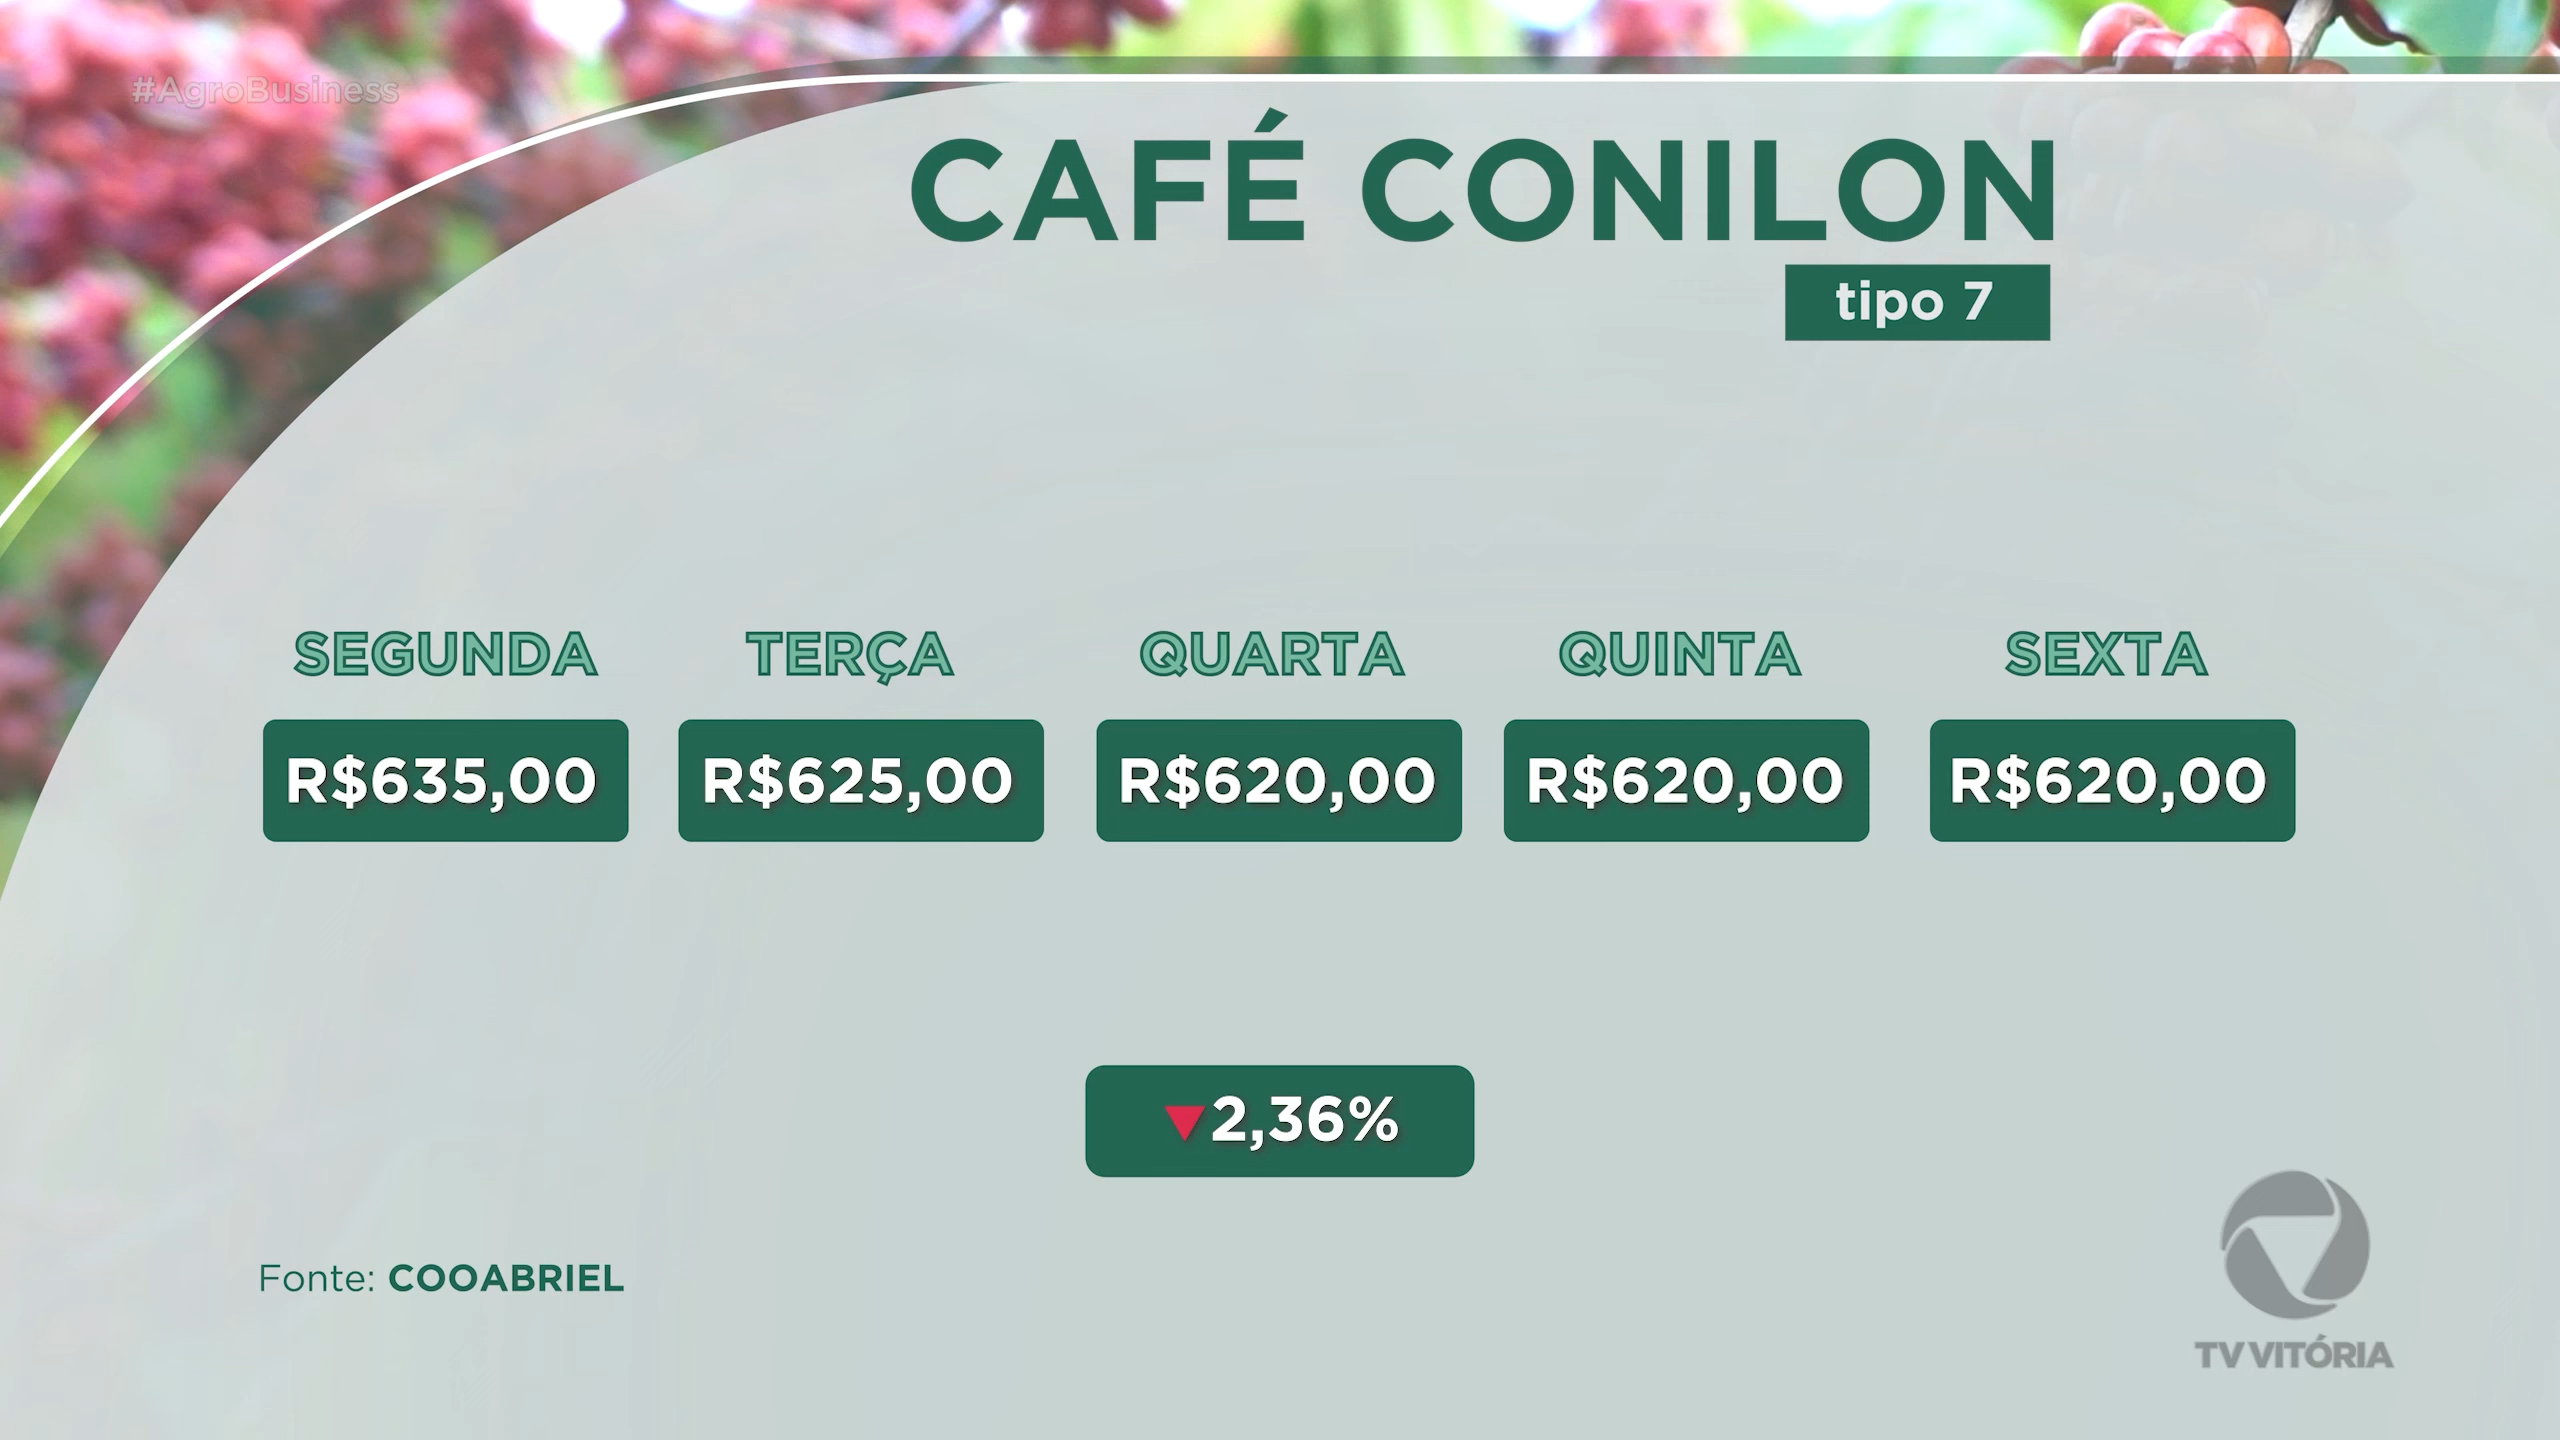 #AgroBusiness
CAFÉ CONILON
tipo 7
SEGUNDA TERÇA QUARTA QUINTA SEXTA
R$635,00 R$625,00 R$620,00 R$620,00 R$620,00
▼2,36%
Fonte: COOABRIEL
TV VITÓRIA